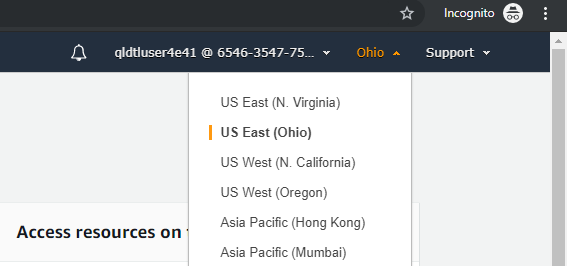 Incognito
qldtluser4e41 @ 6546-3547-75... Ohio Support
US East (N. Virginia)
US East (Ohio)
US West (N. California)
US West (Oregon)
Asia Pacific (Hong Kong)
Access resources on
Asia Pacific (Mumbai)